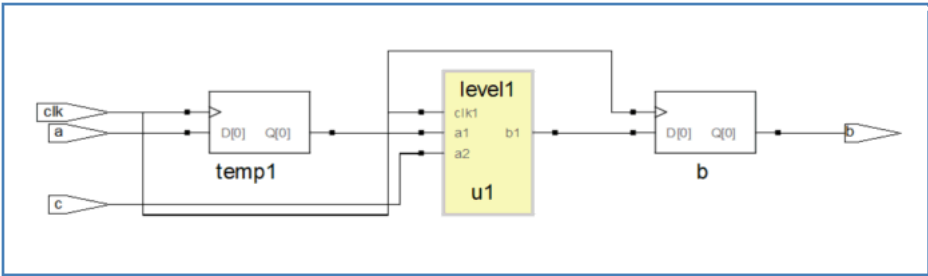 level1
clk
clk1
a
D[0] Q[0]
a1
b1
D[0] Q[0]
b
a2
temp1
b
u1
c